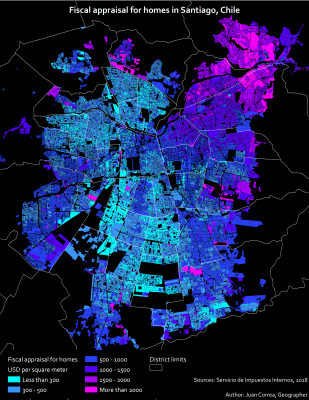 Fiscal appraisal for homes in Santiago, Chile
Fiscal appraisal for homes
USD per square meter
Less than 300
300 - 500
500 - 1000
1000 - 1500
1500 - 2000
More than 2000
District limits
Sources: Servicio de Impuestos Internos, 2018
Author: Juan Correa, Geographer